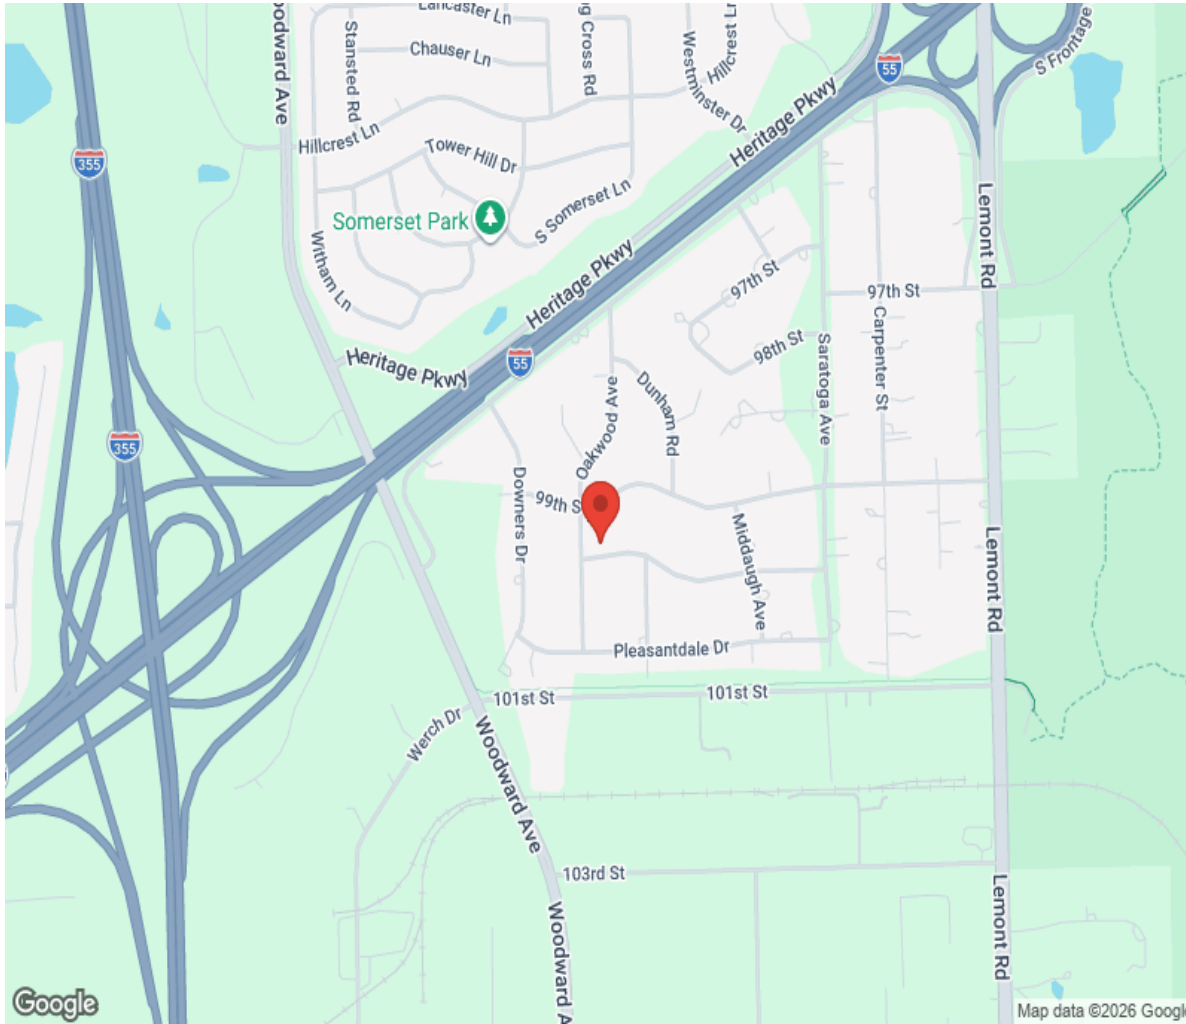 Lancaster Ln
Chauser Ln
Stansted Rd
oodward Ave
g Cross Rd
Westminster Dr
Hillcrest Ln
55
S Frontage
Heritage Pkwy
355
Hillcrest Ln
Tower Hill Dr
Somerset Park
S Somerset Ln
Lemont Rd
Witham Ln
Heritage Pkwy
97th St
97th St
Carpenter St
98th St
Saratoga Ave
Heritage Pkwy
55
Dunham Rd
Oakwood Ave
355
Downers Dr
99th S
Middaugh Ave
Lemont Rd
Pleasantdale Dr
101st St
101st St
Werch Dr
Woodward Ave
103rd St
Woodward A
Lemont Rd
Google
Map data ©2026 Google